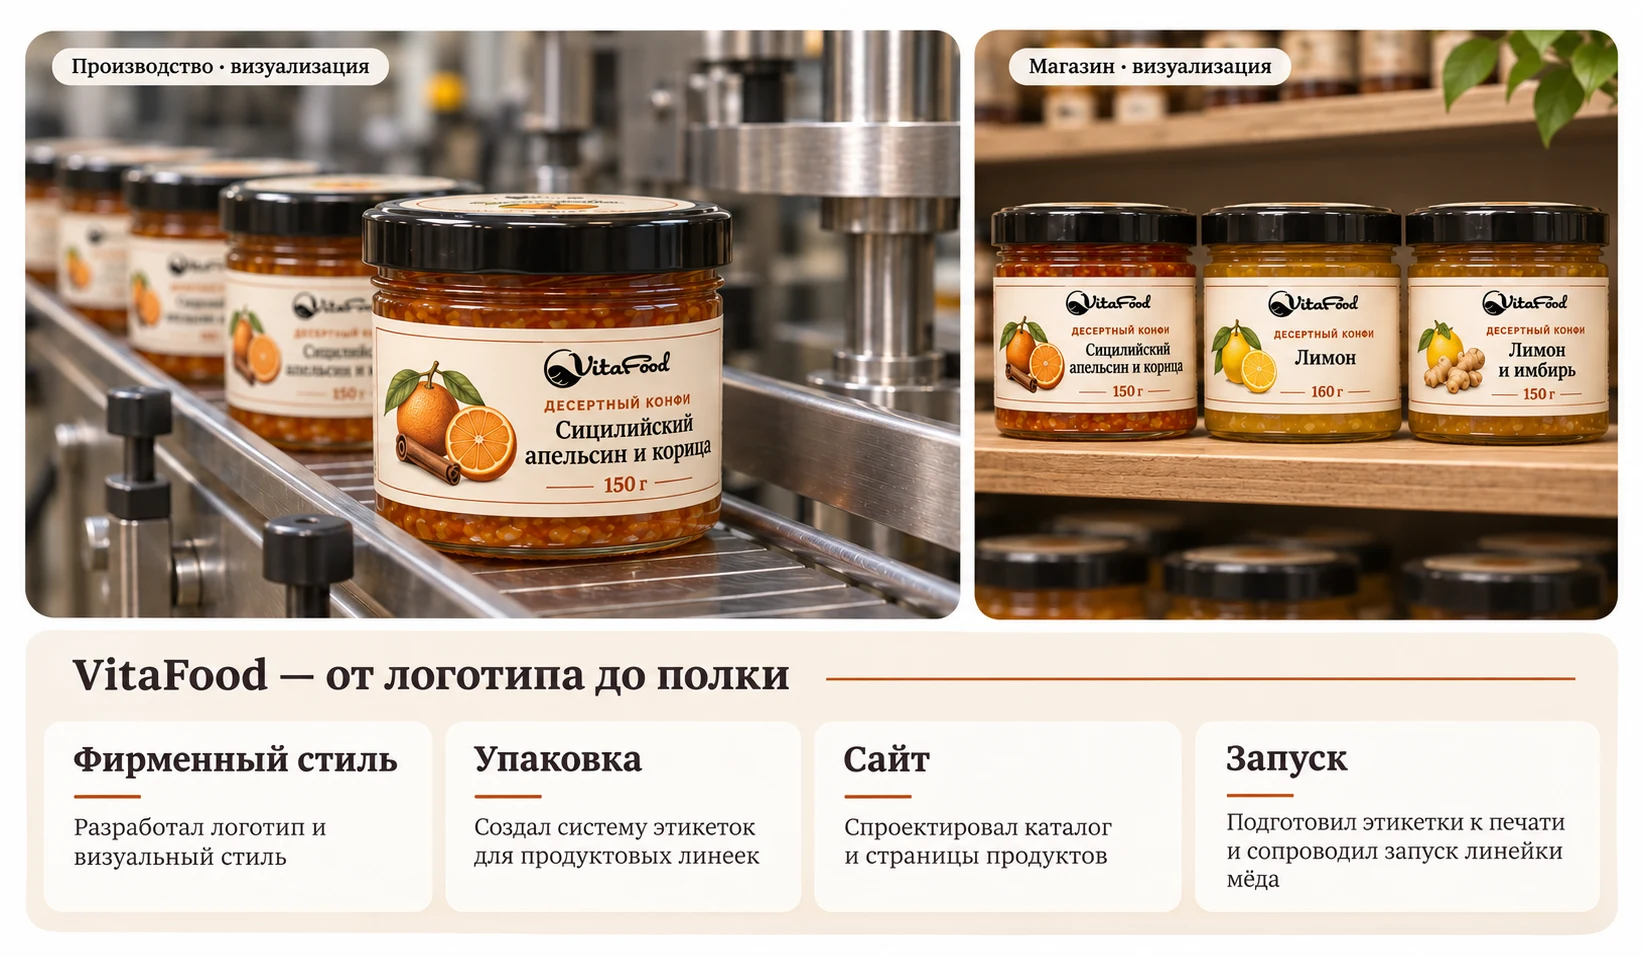 Производство · визуализация
VitaFood
ДЕСЕРТНЫЙ КОНФИ
Сицилийский
апельсин и корица
150 г
Магазин · визуализация
VitaFood
ДЕСЕРТНЫЙ КОНФИ
Сицилийский
апельсин и корица
150 г
VitaFood
ДЕСЕРТНЫЙ КОНФИ
Лимон
160 г
VitaFood
ДЕСЕРТНЫЙ КОНФИ
Лимон
и имбирь
150 г
VitaFood — от логотипа до полки
Фирменный стиль
Разработал логотип и
визуальный стиль
Упаковка
Создал систему этикеток
для продуктовых линеек
Сайт
Спроектировал каталог
и страницы продуктов
Запуск
Подготовил этикетки к печати
и сопроводил запуск линейки
мёда